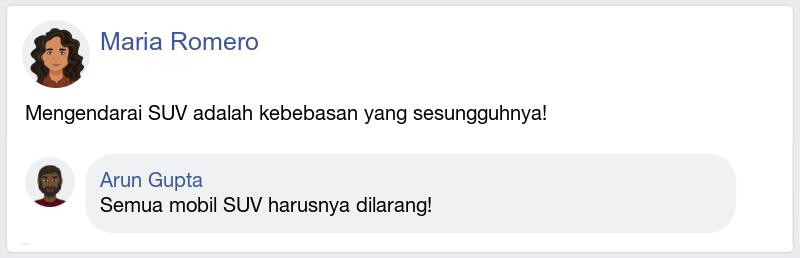 Maria Romero
Mengendarai SUV adalah kebebasan yang sesungguhnya!
Arun Gupta
Semua mobil SUV harusnya dilarang!